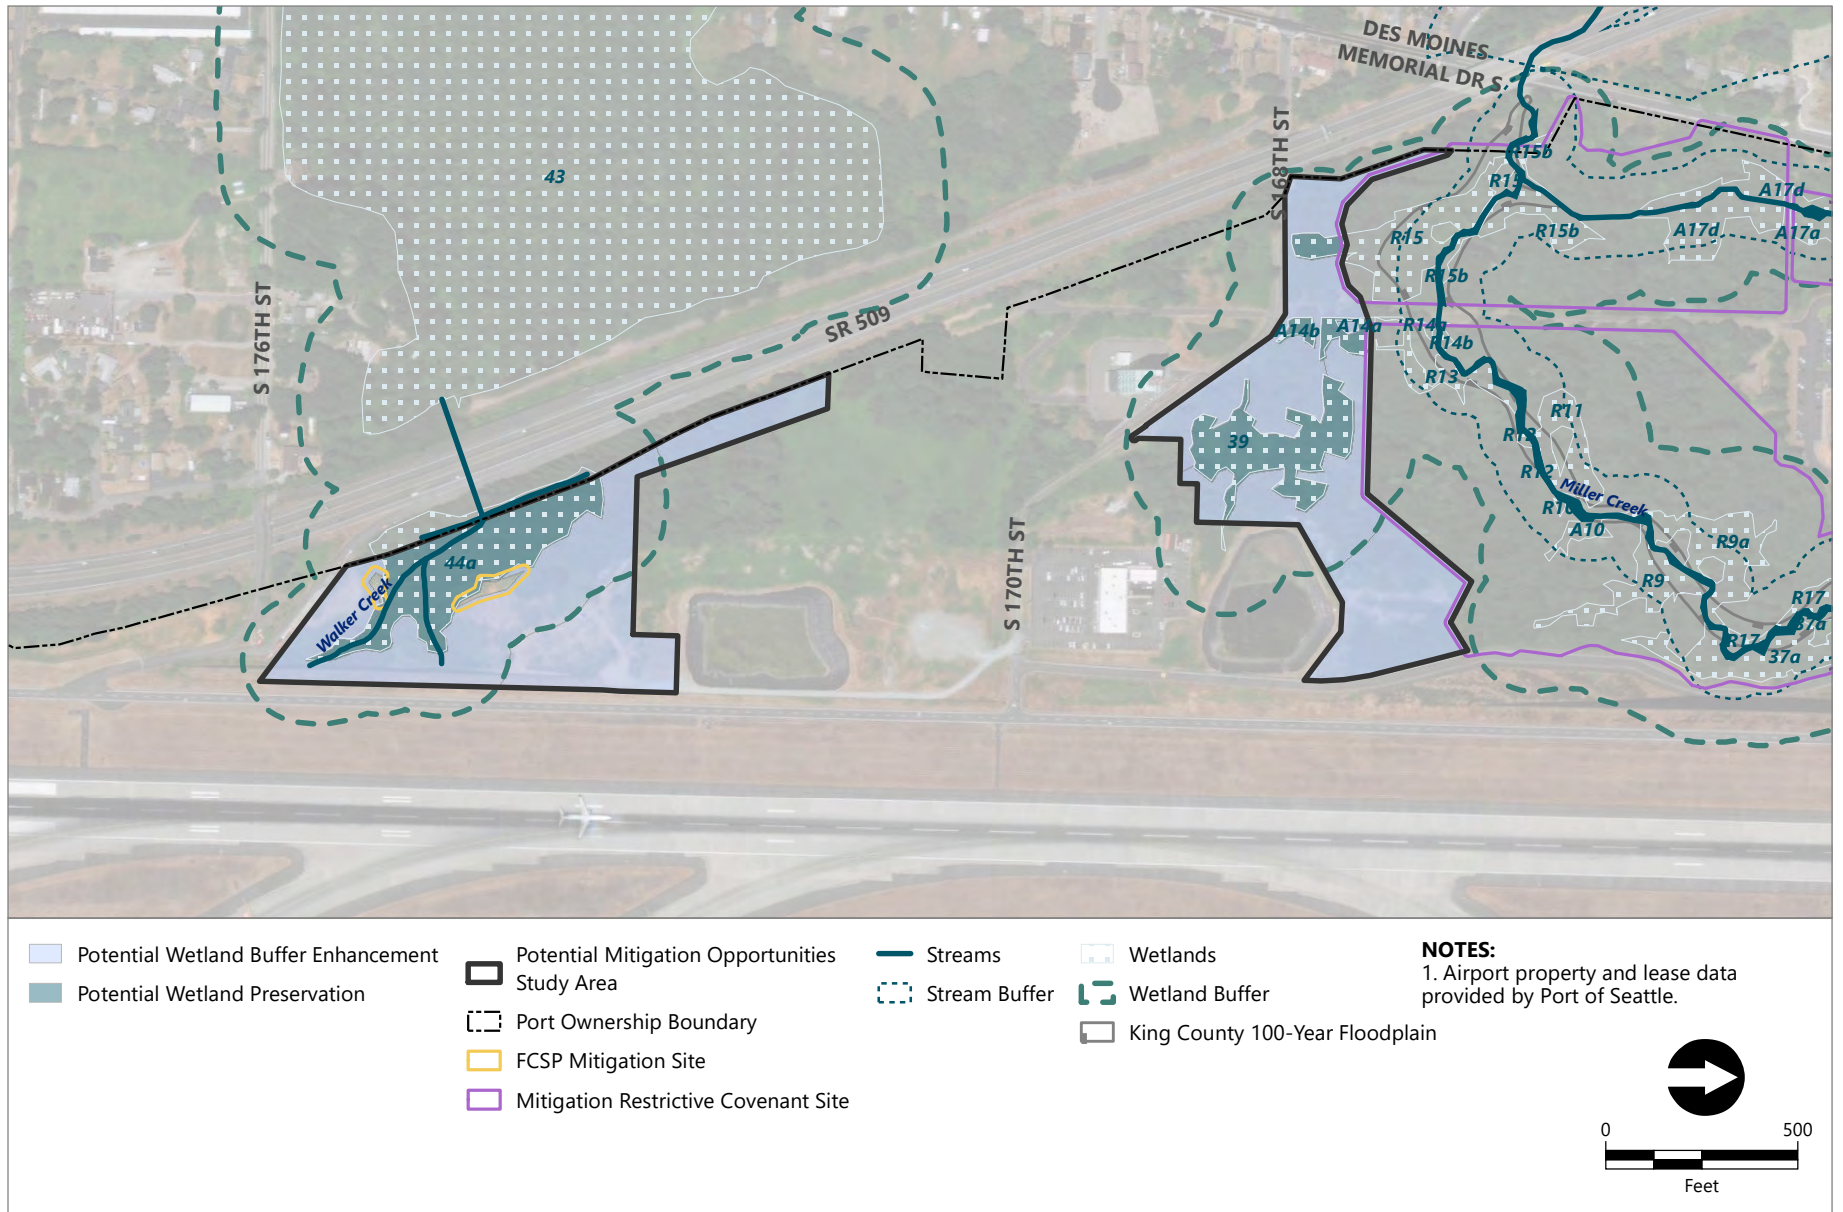 DES MOINES
MEMORIAL DR S
S 168TH ST
43
S 176TH ST
SR 509
R15b
R15
A17d
R15
R15b
A17d
A17a
R15b
A14b
A14a
R14a
R14b
R13
R11
39
R12
R12
Miller Creek
R10
A10
R9a
44a
R9
Walker Creek
S 170TH ST
R17
37a
R17
37a
Potential Wetland Buffer Enhancement
Potential Wetland Preservation
Potential Mitigation Opportunities
Study Area
Port Ownership Boundary
FCSP Mitigation Site
Mitigation Restrictive Covenant Site
Streams
Stream Buffer
Wetlands
Wetland Buffer
King County 100-Year Floodplain
NOTES:
1. Airport property and lease data
provided by Port of Seattle.
0 500
Feet